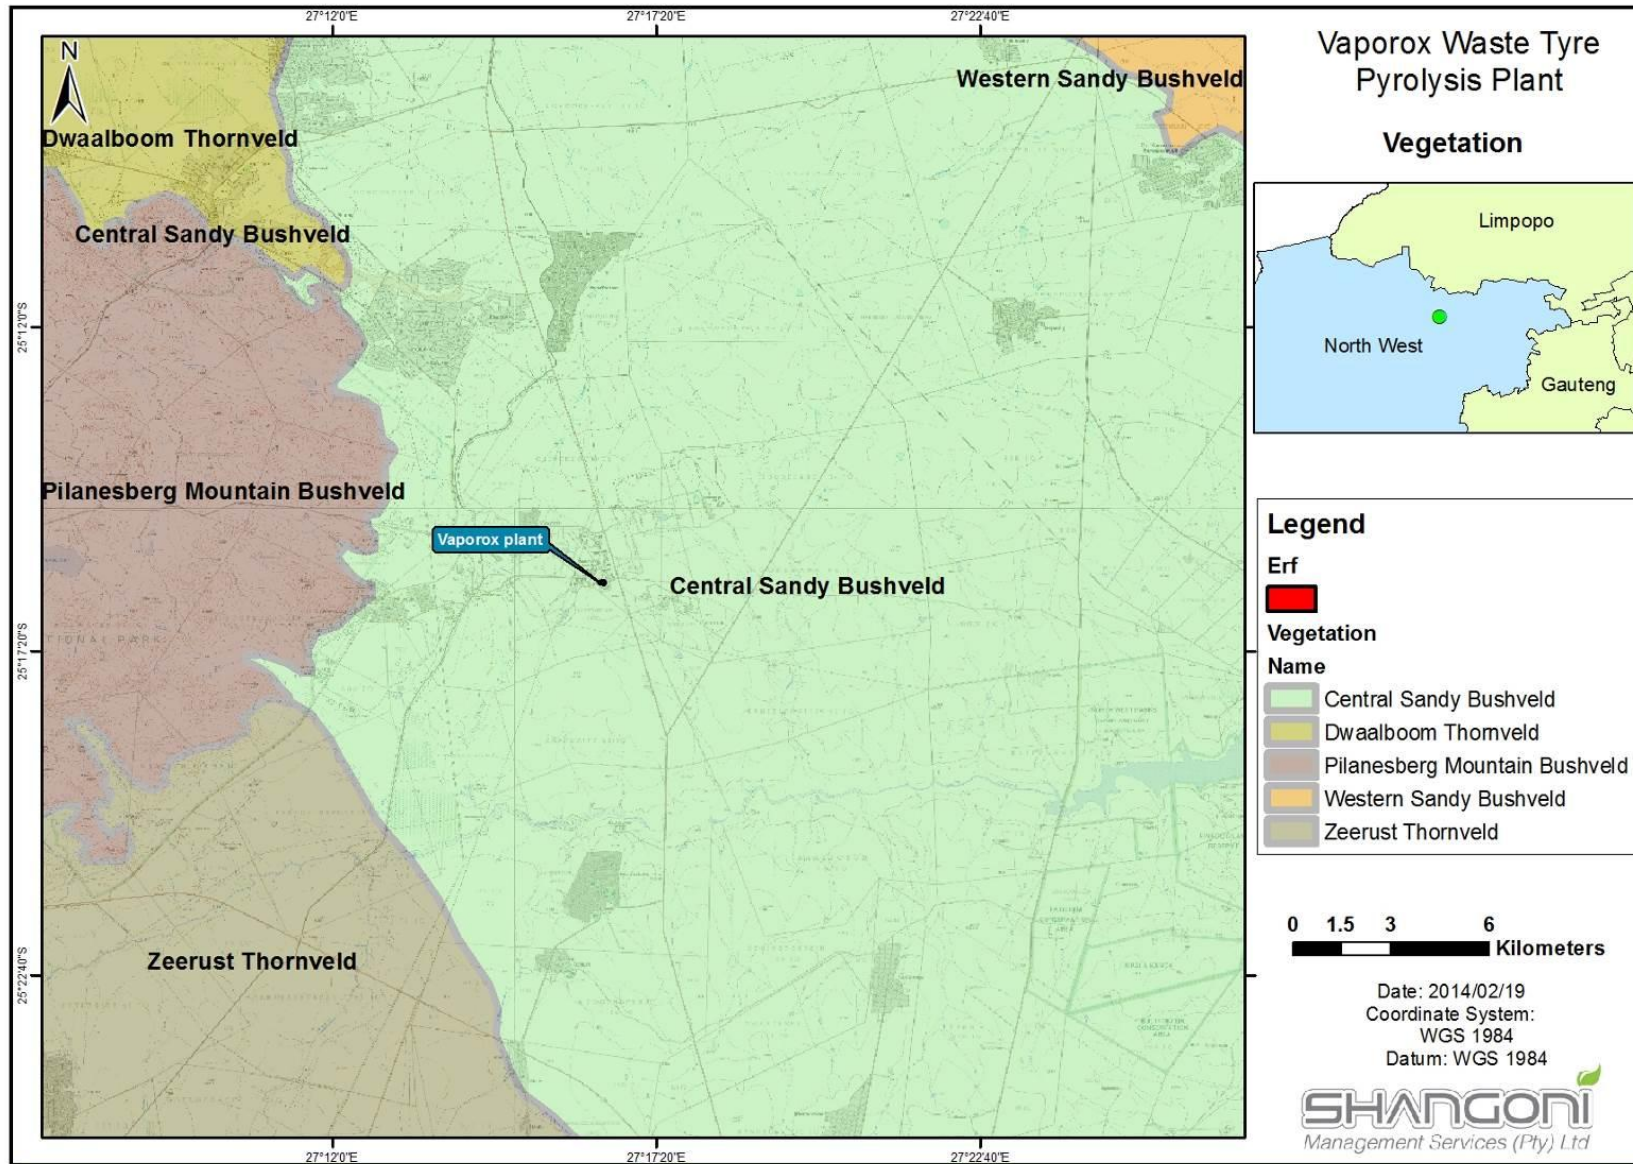 27°12'0"E
27°17'20"E
27°22'40"E
N
Dwaalboom Thornveld
Western Sandy Bushveld
Central Sandy Bushveld
25°12'0"S
Pilanesberg Mountain Bushveld
Vaporox plant
Central Sandy Bushveld
25°17'20"S
Zeerust Thornveld
25°22'40"S
27°12'0"E
27°17'20"E
27°22'40"E
Vaporox Waste Tyre
Pyrolysis Plant
Vegetation
Limpopo
North West
Gauteng
Legend
Erf
Vegetation
Name
Central Sandy Bushveld
Dwaalboom Thornveld
Pilanesberg Mountain Bushveld
Western Sandy Bushveld
Zeerust Thornveld
0 1.5 3 6
Kilometers
Date: 2014/02/19
Coordinate System:
WGS 1984
Datum: WGS 1984
SHANGONI
Management Services (Pty) Ltd